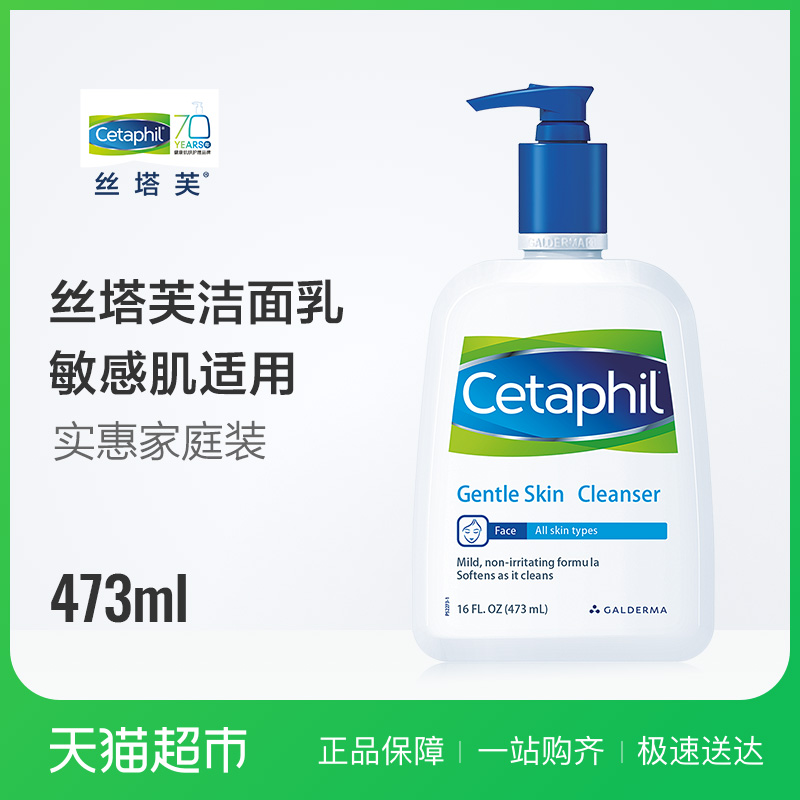 Cetaphil
70
YEARS
丝塔芙®
丝塔芙洁面乳
敏感肌适用
实惠家庭装
473ml
GALDERMA
Cetaphil
Gentle Skin Cleanser
Face All skin types
Mild, non-irritating formula
Softens as it cleans
16 FL. OZ (473 mL)
GALDERMA
天猫超市
正品保障 | 一站购齐 | 极速送达